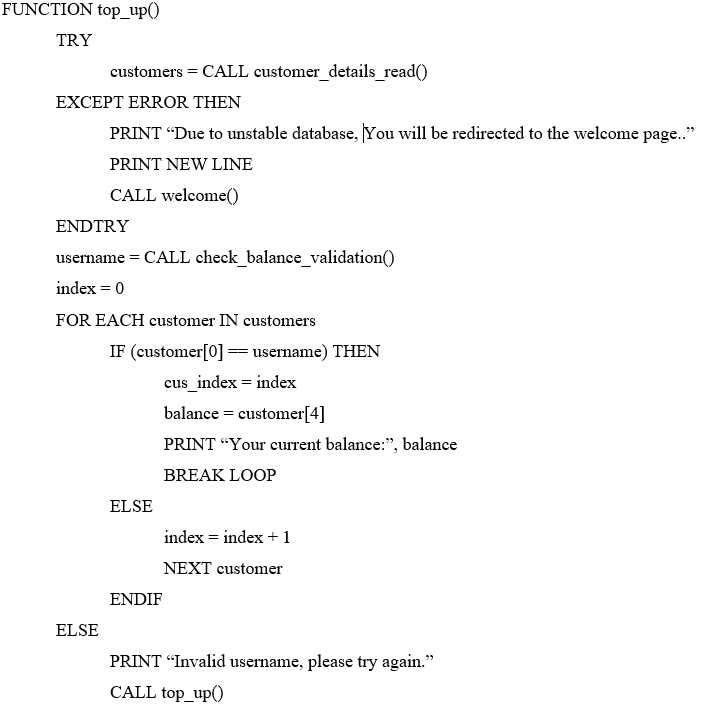 FUNCTION top_up()
TRY
customers = CALL customer_details_read()
EXCEPT ERROR THEN
PRINT “Due to unstable database, You will be redirected to the welcome page..”
PRINT NEW LINE
CALL welcome()
ENDTRY
username = CALL check_balance_validation()
index = 0
FOR EACH customer IN customers
IF (customer[0] == username) THEN
cus_index = index
balance = customer[4]
PRINT “Your current balance:”, balance
BREAK LOOP
ELSE
index = index + 1
NEXT customer
ENDIF
ELSE
PRINT “Invalid username, please try again.”
CALL top_up()